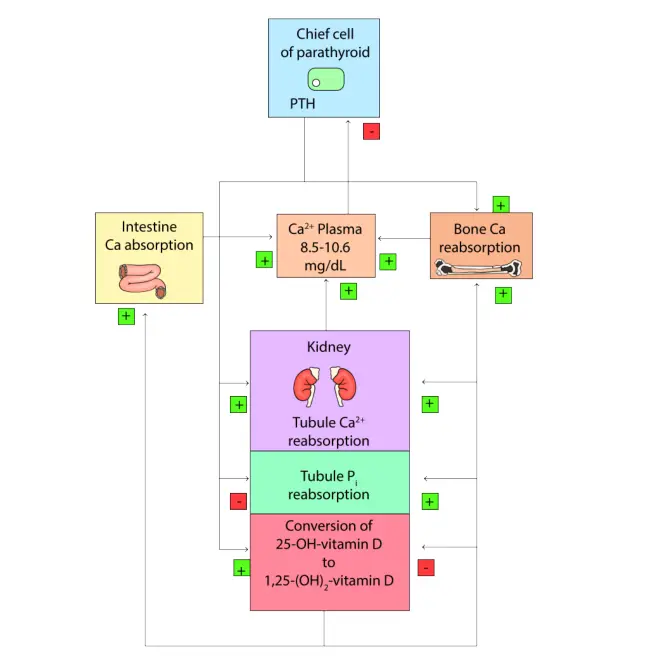 Chief cell
of parathyroid
PTH
-
+
Intestine
Ca absorption
Ca²⁺ Plasma
8.5-10.6
mg/dL
Bone Ca
reabsorption
+
+
+
+
+
Kidney
Tubule Ca²⁺
reabsorption
+
+
Tubule Pᵢ
reabsorption
-
+
Conversion of
25-OH-vitamin D
to
1,25-(OH)₂-vitamin D
+
-